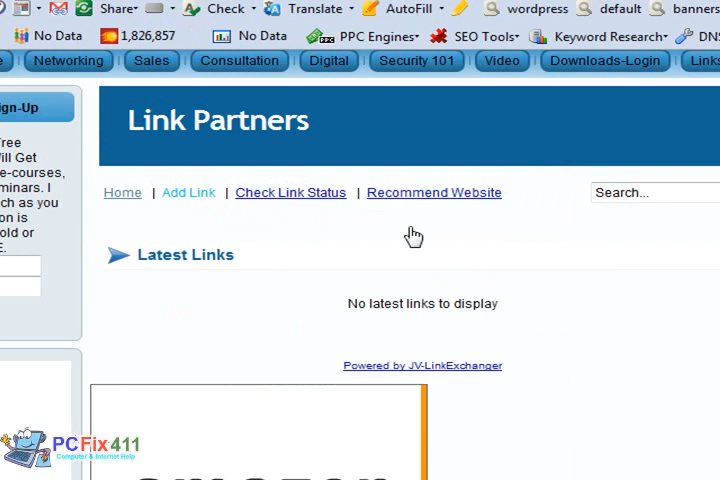 Share Check Translate AutoFill wordpress default banners
No Data 1,826,857 No Data PPC Engines SEO Tools Keyword Research DNS
Networking Sales Consultation Digital Security 101 Video Downloads-Login Links
ign-Up
Link Partners
ree
Vill Get
e-courses,
minars. I
ch as you
on is
old or
E.
Home | Add Link | Check Link Status | Recommend Website
Search...
Latest Links
No latest links to display
Powered by JV-LinkExchanger
PCFix411
Computer & Internet Help